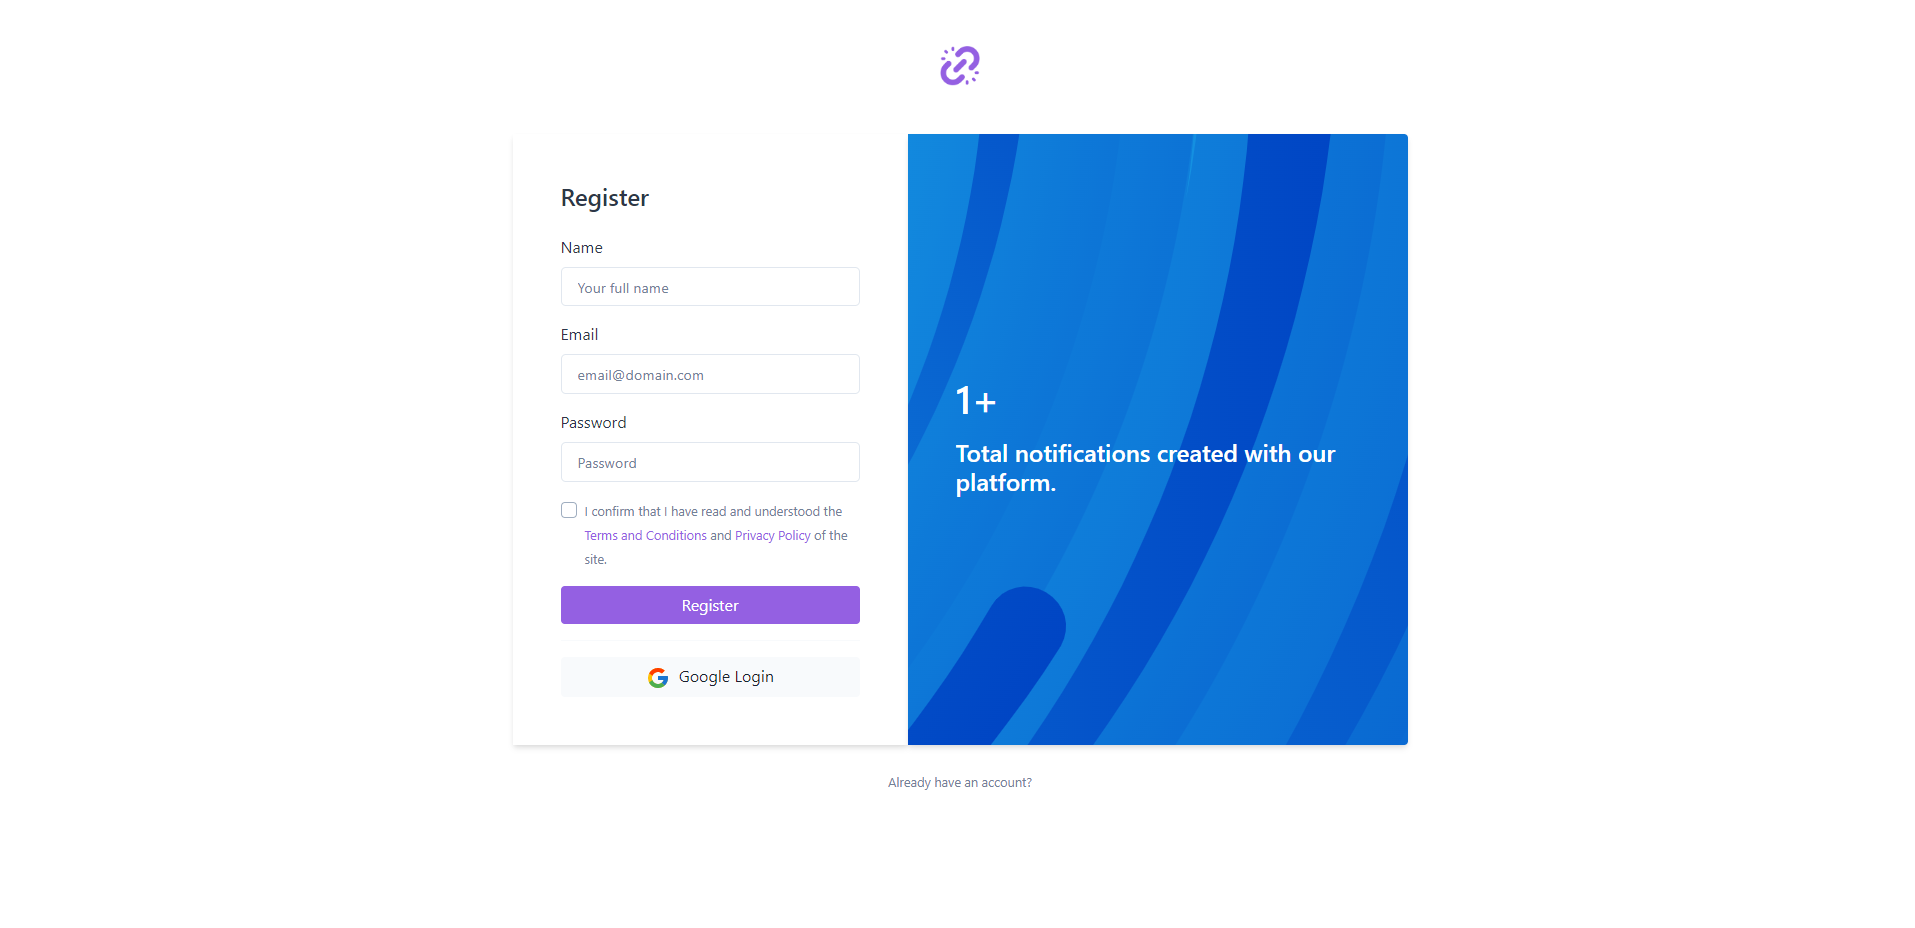 Register
Name
Your full name
Email
email@domain.com
Password
Password
I confirm that I have read and understood the
Terms and Conditions and Privacy Policy of the
site.
Register
Google Login
1+
Total notifications created with our
platform.
Already have an account?